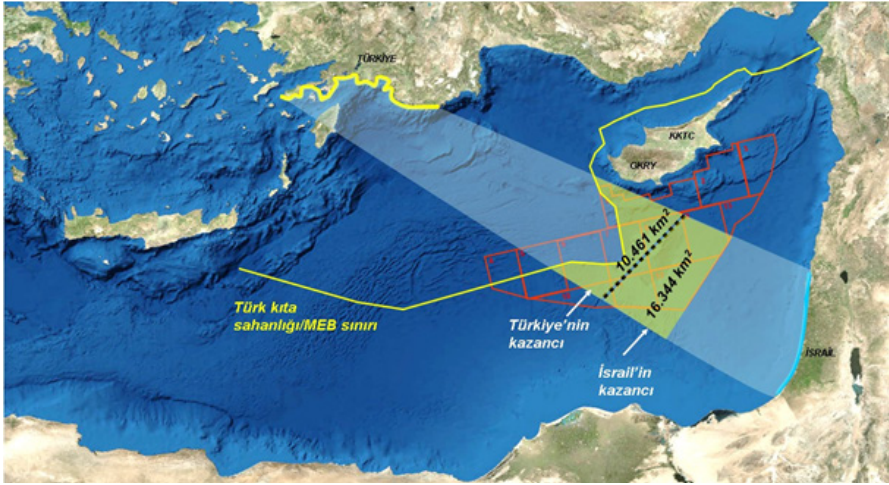 TÜRKİYE
KKTC
GKRY
10.461 km²
16.344 km²
Türk kıta
sahanlığı/MEB sınırı
Türkiye'nin
kazancı
İsrail'in
kazancı
İSRAİL